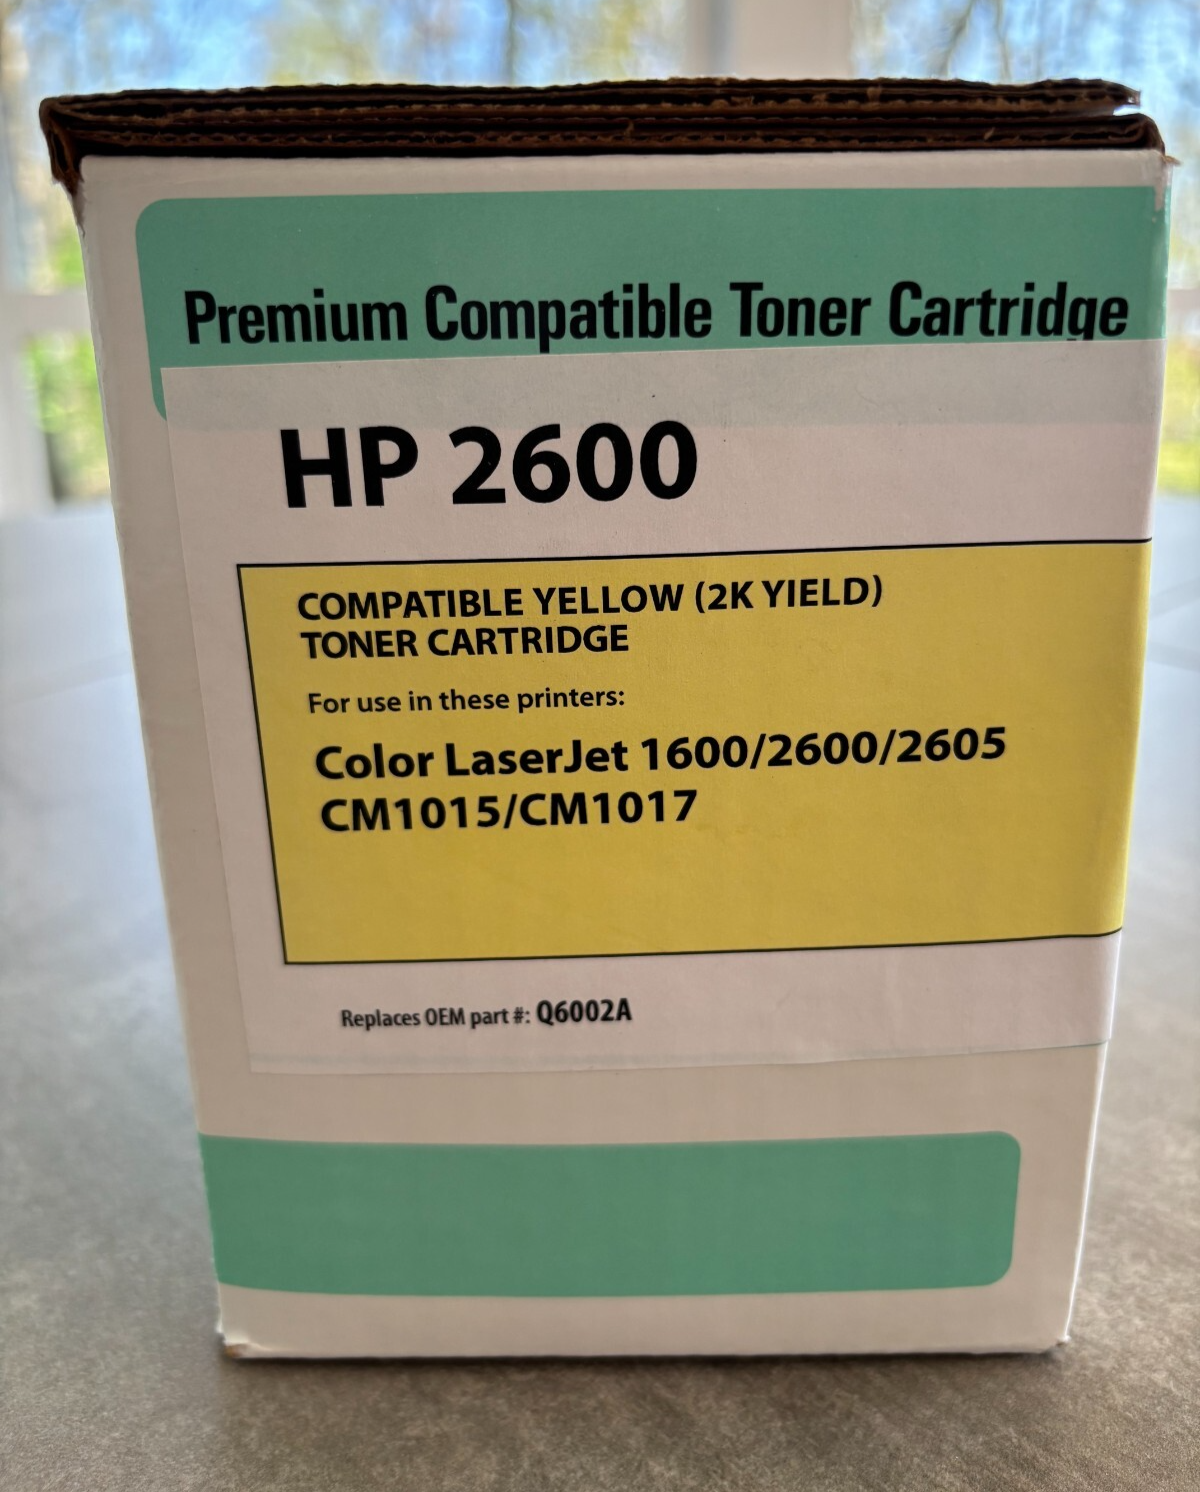 Premium Compatible Toner Cartridge
HP 2600
COMPATIBLE YELLOW (2K YIELD)
TONER CARTRIDGE
For use in these printers:
Color LaserJet 1600/2600/2605
CM1015/CM1017
Replaces OEM part #: Q6002A